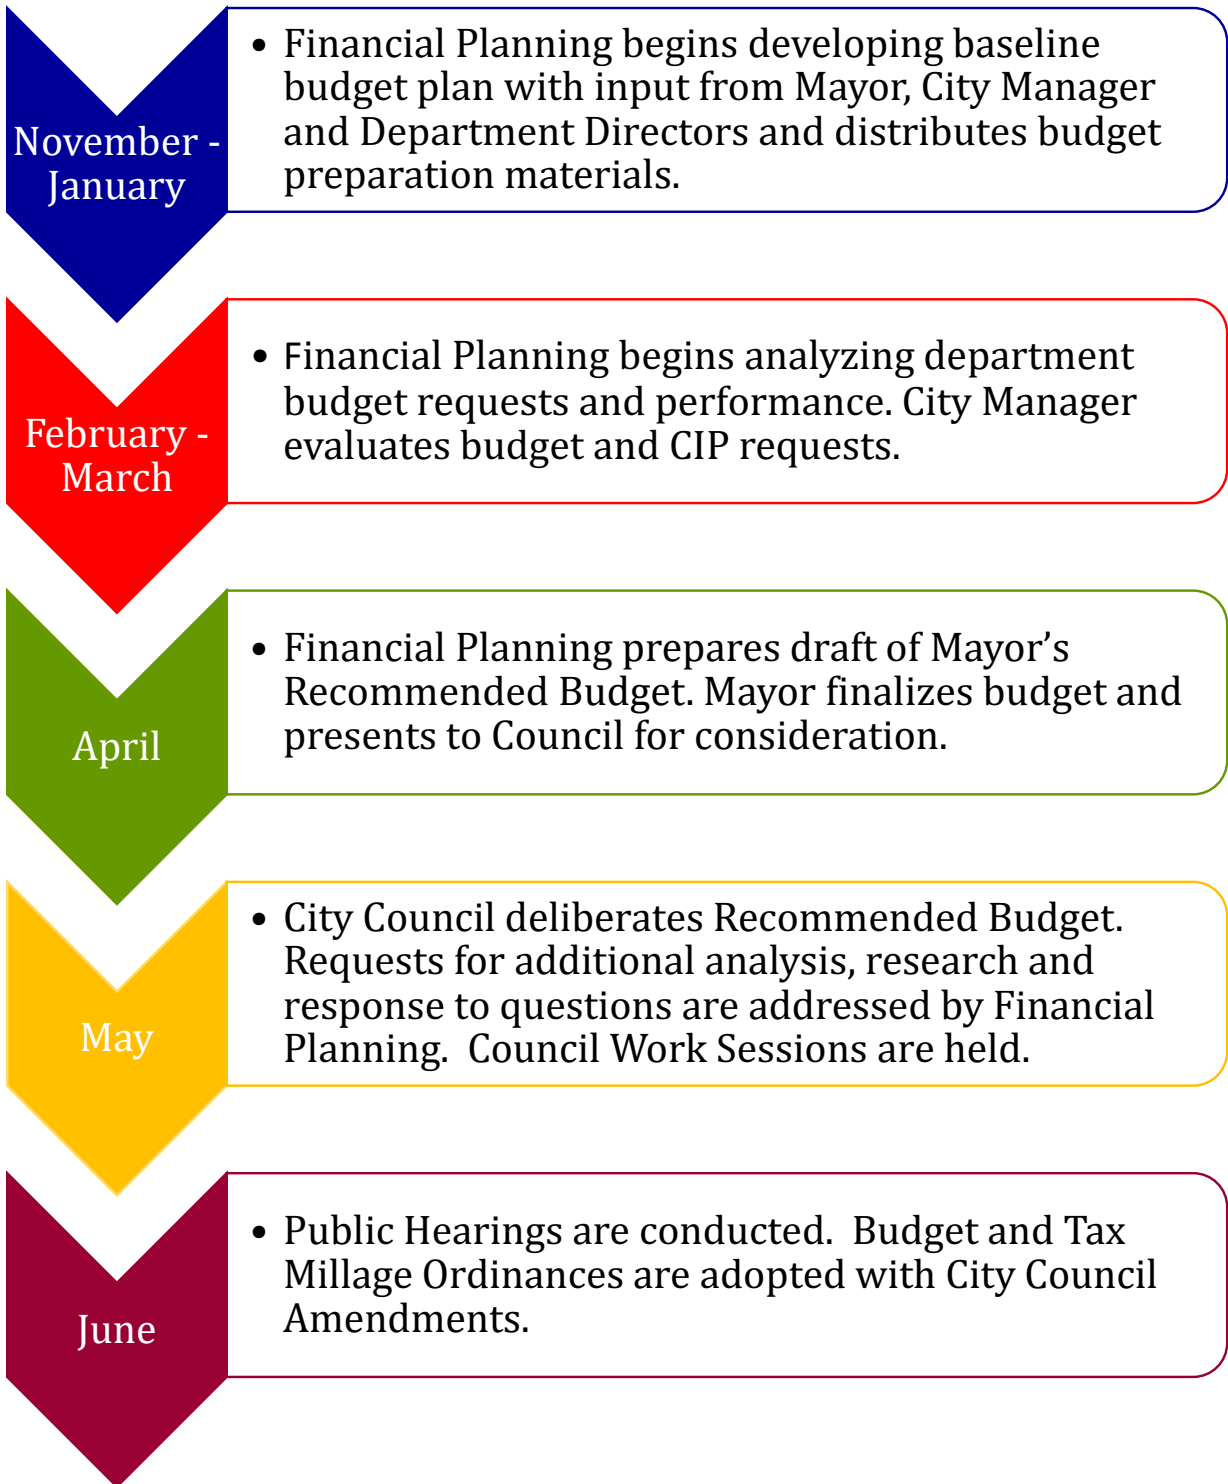 November -
January
• Financial Planning begins developing baseline
budget plan with input from Mayor, City Manager
and Department Directors and distributes budget
preparation materials.
February -
March
• Financial Planning begins analyzing department
budget requests and performance. City Manager
evaluates budget and CIP requests.
April
• Financial Planning prepares draft of Mayor’s
Recommended Budget. Mayor finalizes budget and
presents to Council for consideration.
May
• City Council deliberates Recommended Budget.
Requests for additional analysis, research and
response to questions are addressed by Financial
Planning.  Council Work Sessions are held.
June
• Public Hearings are conducted.  Budget and Tax
Millage Ordinances are adopted with City Council
Amendments.